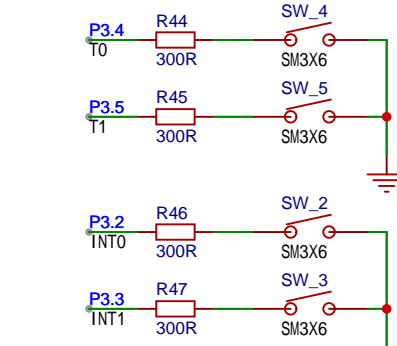 SW_4
R44
P3.4
T0
300R
SM3X6
SW_5
R45
P3.5
T1
300R
SM3X6
SW_2
R46
P3.2
INT0
300R
SM3X6
SW_3
R47
P3.3
INT1
300R
SM3X6